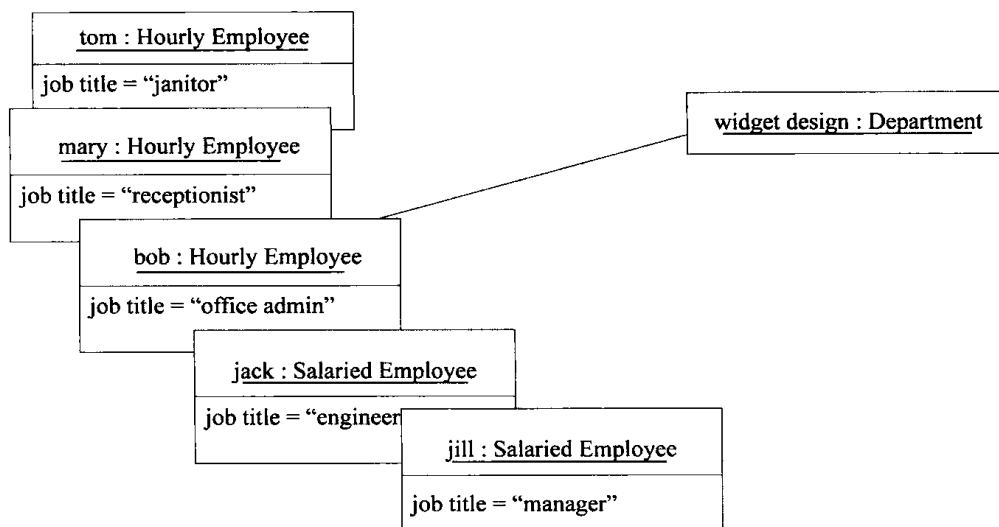 tom : Hourly Employee
job title = “janitor”
mary : Hourly Employee
job title = “receptionist”
widget design : Department
bob : Hourly Employee
job title = “office admin”
jack : Salaried Employee
job title = “engineer
jill : Salaried Employee
job title = “manager”